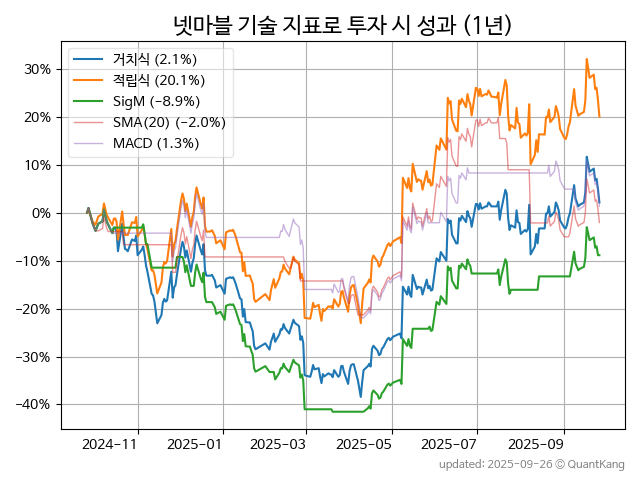 넷마블 기술 지표로 투자 시 성과 (1년)
거치식 (2.1%)
적립식 (20.1%)
SigM (−8.9%)
SMA(20) (−2.0%)
MACD (1.3%)
30%
20%
10%
0%
−10%
−20%
−30%
−40%
2024-11
2025-01
2025-03
2025-05
2025-07
2025-09
updated: 2025-09-26 ⓒ QuantKang